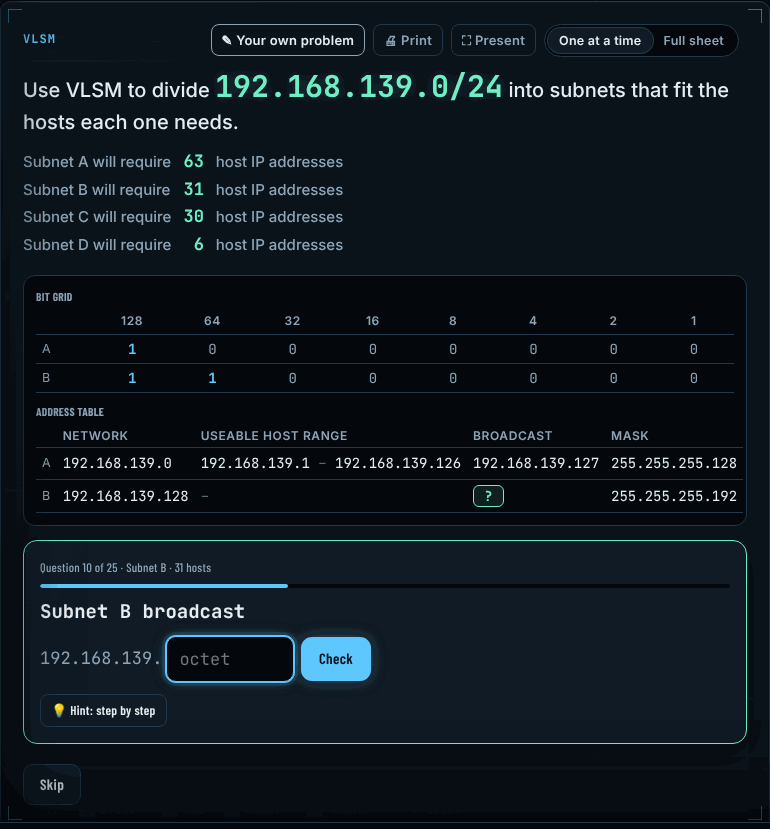 VLSM
✎ Your own problem
🖨 Print
⛶ Present
One at a time
Full sheet
Use VLSM to divide 192.168.139.0/24 into subnets that fit the
hosts each one needs.
Subnet A will require 63 host IP addresses
Subnet B will require 31 host IP addresses
Subnet C will require 30 host IP addresses
Subnet D will require 6 host IP addresses
BIT GRID
128 64 32 16 8 4 2 1
A 1 0 0 0 0 0 0 0
B 1 1 0 0 0 0 0 0
ADDRESS TABLE
NETWORK USEABLE HOST RANGE BROADCAST MASK
A 192.168.139.0 192.168.139.1 – 192.168.139.126 192.168.139.127 255.255.255.128
B 192.168.139.128 – ? 255.255.255.192
Question 10 of 25 · Subnet B · 31 hosts
Subnet B broadcast
192.168.139. octet Check
💡 Hint: step by step
Skip